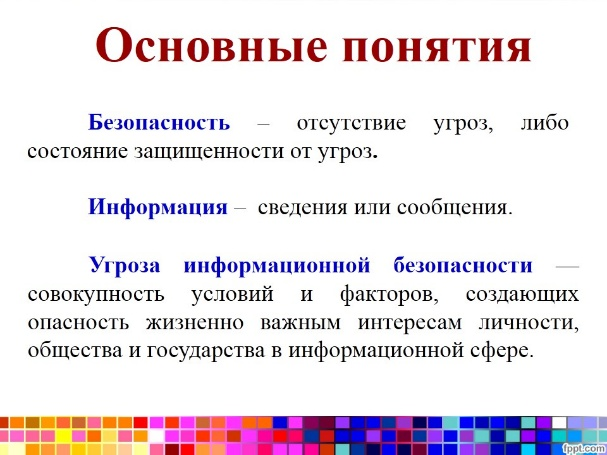 Основные понятия
Безопасность – отсутствие угроз, либо
состояние защищенности от угроз.
Информация – сведения или сообщения.
Угроза информационной безопасности —
совокупность условий и факторов, создающих
опасность жизненно важным интересам личности,
общества и государства в информационной сфере.
fppt.com